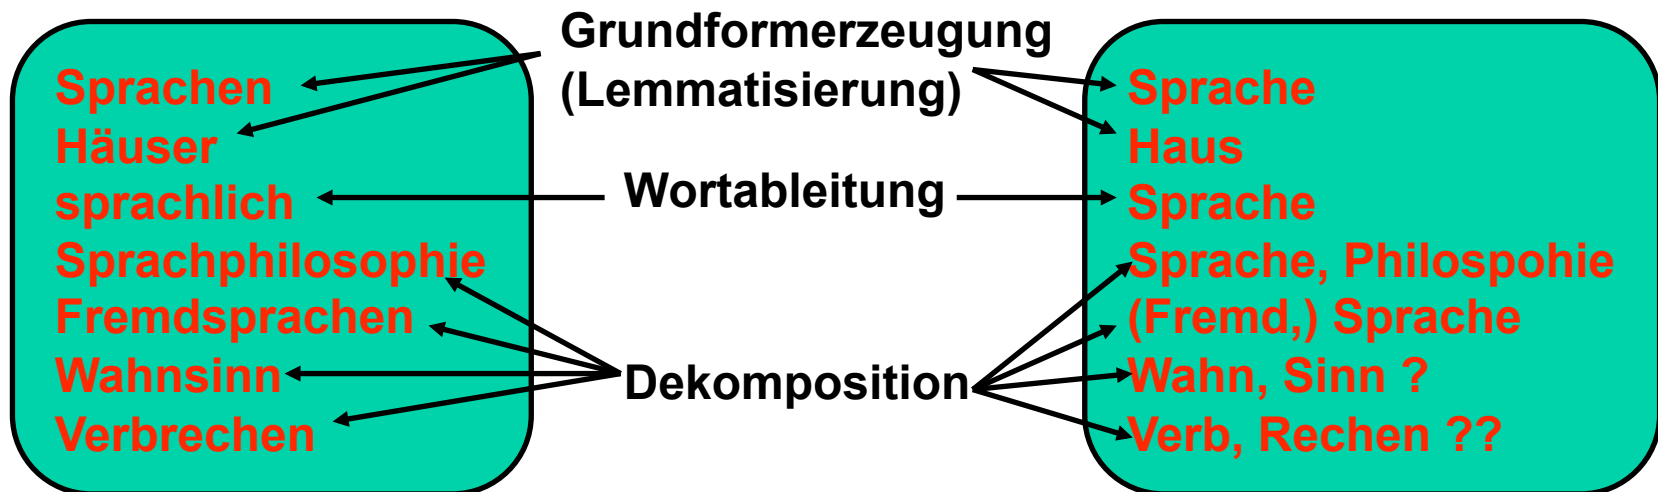 Sprachen
Häuser
sprachlich
Sprachphilosophie
Fremdsprachen
Wahnsinn
Verbrechen
Grundformerzeugung
(Lemmatisierung)
Wortableitung
Dekomposition
Sprache
Haus
Sprache
Sprache, Philospohie
(Fremd,) Sprache
Wahn, Sinn ?
Verb, Rechen ??